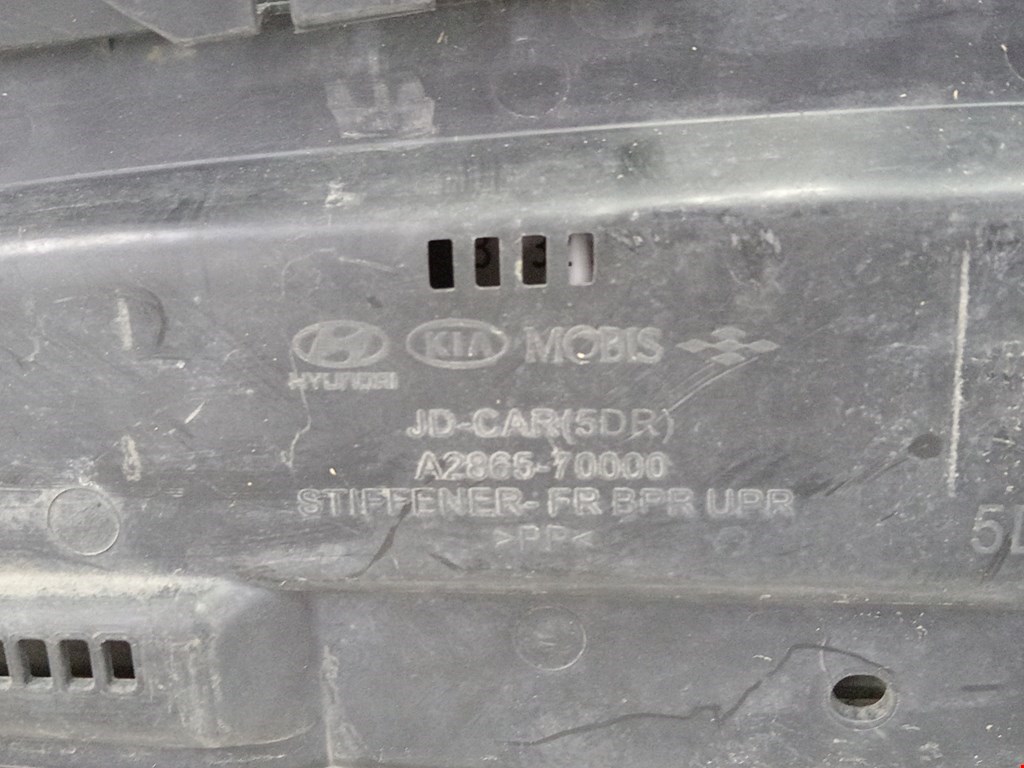 KIA MOBIS
HYUNDAI
JD-CAR(5DR)
A2865-70000
STIFFENER- FR BPR UPR
>PP<